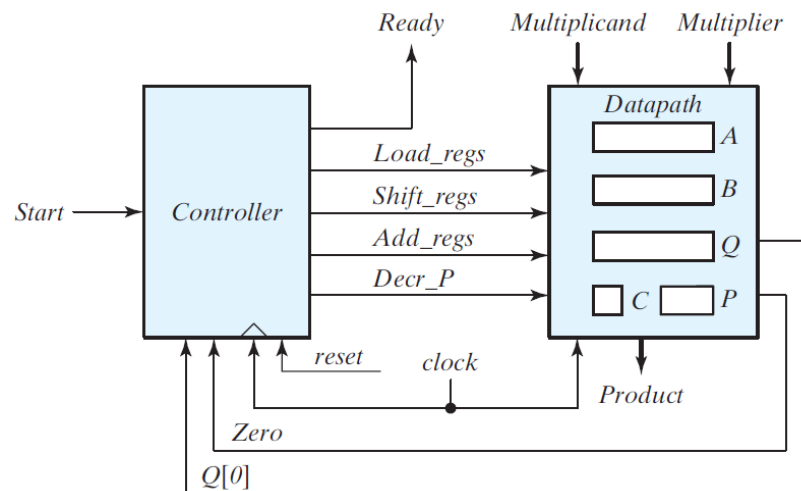 Ready
Multiplicand
Multiplier
Datapath
A
Load_regs
B
Shift_regs
Start
Controller
Add_regs
Q
Decr_P
C
P
reset
clock
Product
Zero
Q[0]